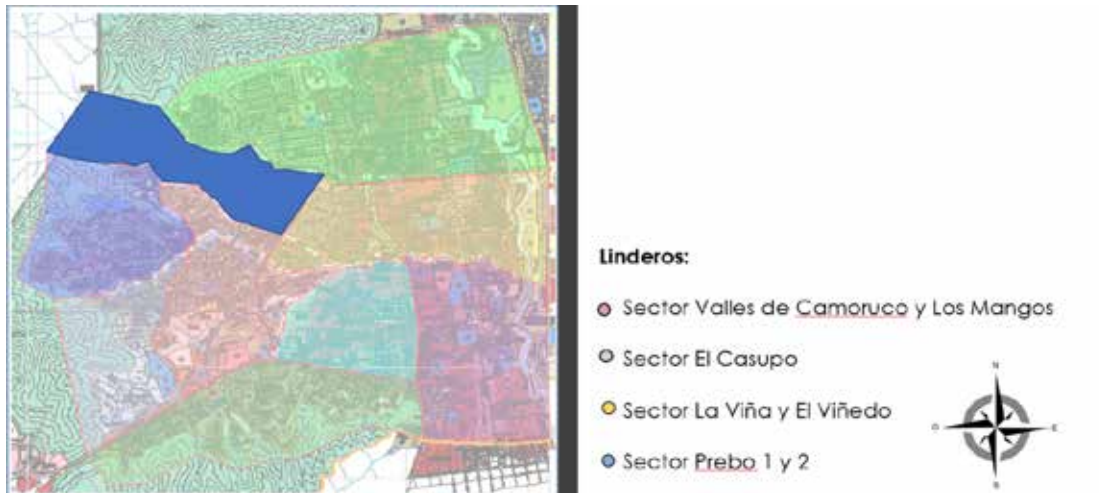 Linderos:
Sector Valles de Camoruco y Los Mangos
Sector El Casupo
Sector La Viña y El Viñedo
Sector Prebo 1 y 2
N
O
E
S